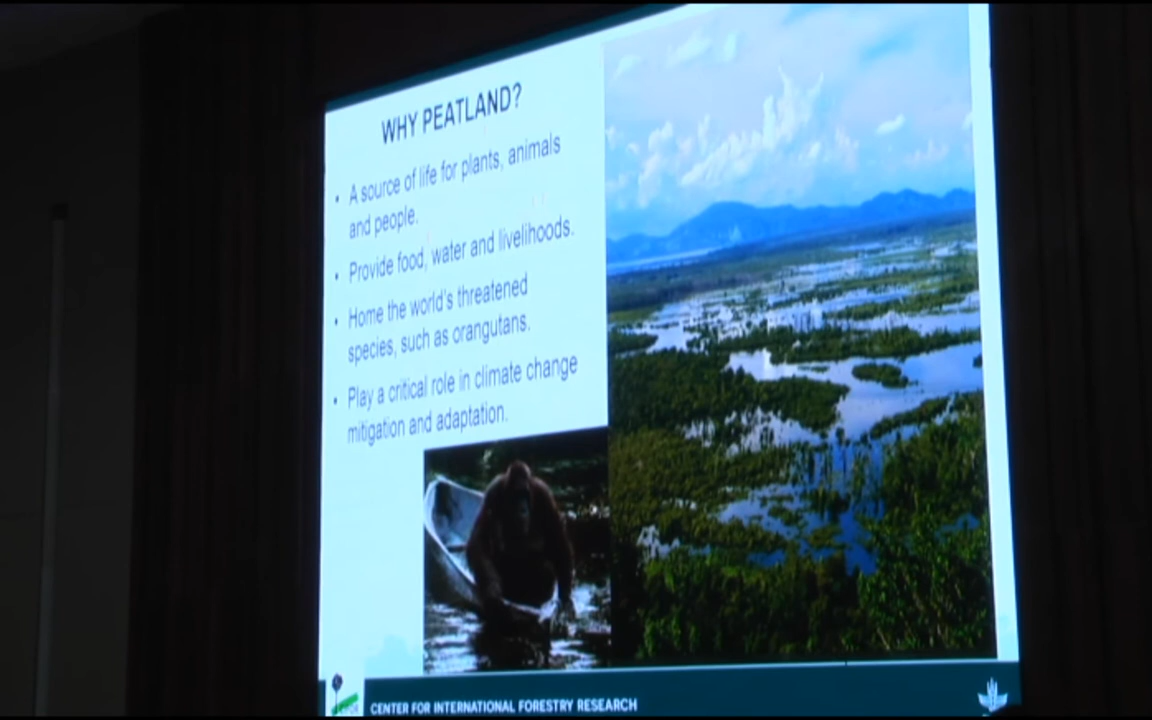 WHY PEATLAND?
• A source of life for plants, animals
and people.
• Provide food, water and livelihoods.
• Home the world's threatened
species, such as orangutans.
• Play a critical role in climate change
mitigation and adaptation.
CENTER FOR INTERNATIONAL FORESTRY RESEARCH